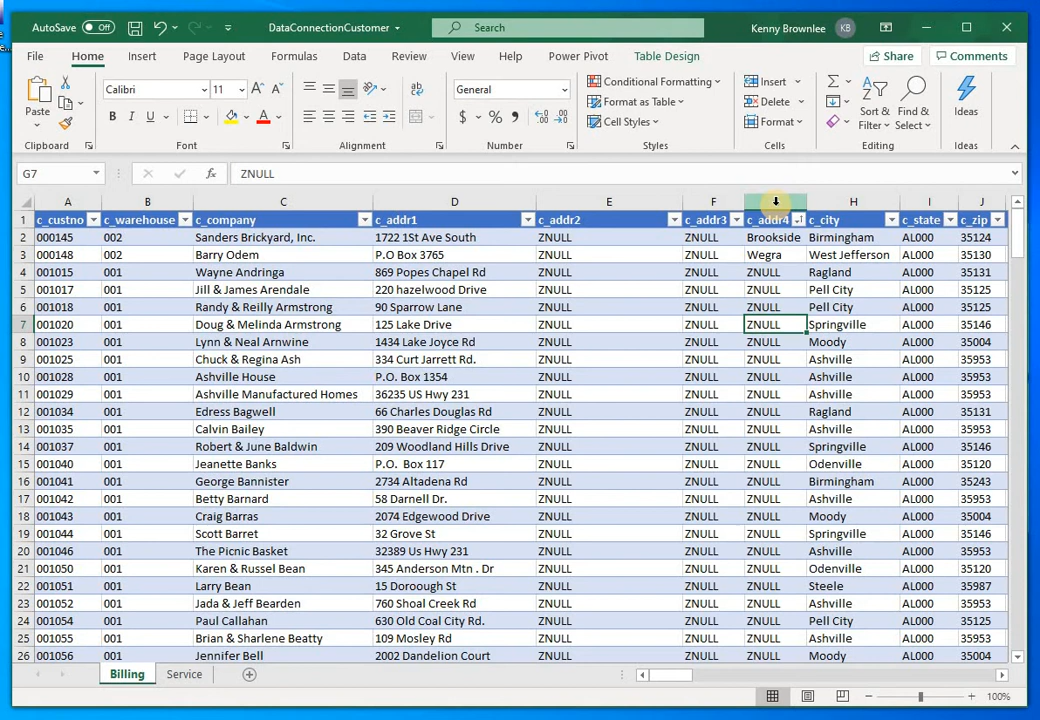 AutoSave Off DataConnectionCustomer Search Kenny Brownlee KB
File Home Insert Page Layout Formulas Data Review View Help Power Pivot Table Design Share Comments
Paste Calibri 11 A A ab General Conditional Formatting Insert Sort & Filter Find & Select Ideas
B I U A $ % , Format as Table Delete
Cell Styles Format
Clipboard Font Alignment Number Styles Cells Editing Ideas
G7 fx ZNULL
A B C D E F H I J
1 c_custno c_warehouse c_company c_addr1 c_addr2 c_addr3 c_addr4 c_city c_state c_zip
2 000145 002 Sanders Brickyard, Inc. 1722 1St Ave South ZNULL ZNULL Brookside Birmingham AL000 35124
3 000148 002 Barry Odem P.O Box 3765 ZNULL ZNULL Wegra West Jefferson AL000 35130
4 001015 001 Wayne Andringa 869 Popes Chapel Rd ZNULL ZNULL ZNULL Ragland AL000 35131
5 001017 001 Jill & James Arendale 220 hazelwood Drive ZNULL ZNULL ZNULL Pell City AL000 35125
6 001018 001 Randy & Reilly Armstrong 90 Sparrow Lane ZNULL ZNULL ZNULL Pell City AL000 35125
7 001020 001 Doug & Melinda Armstrong 125 Lake Drive ZNULL ZNULL ZNULL Springville AL000 35146
8 001023 001 Lynn & Neal Arnwine 1434 Lake Joyce Rd ZNULL ZNULL ZNULL Moody AL000 35004
9 001025 001 Chuck & Regina Ash 334 Curt Jarrett Rd. ZNULL ZNULL ZNULL Ashville AL000 35953
10 001028 001 Ashville House P.O. Box 1354 ZNULL ZNULL ZNULL Ashville AL000 35953
11 001029 001 Ashville Manufactured Homes 36235 US Hwy 231 ZNULL ZNULL ZNULL Ashville AL000 35953
12 001034 001 Edress Bagwell 66 Charles Douglas Rd ZNULL ZNULL ZNULL Ragland AL000 35131
13 001035 001 Calvin Bailey 390 Beaver Ridge Circle ZNULL ZNULL ZNULL Ashville AL000 35953
14 001037 001 Robert & June Baldwin 209 Woodland Hills Drive ZNULL ZNULL ZNULL Springville AL000 35146
15 001040 001 Jeanette Banks P.O. Box 117 ZNULL ZNULL ZNULL Odenville AL000 35120
16 001041 001 George Bannister 2734 Altadena Rd ZNULL ZNULL ZNULL Birmingham AL000 35243
17 001042 001 Betty Barnard 58 Darnell Dr. ZNULL ZNULL ZNULL Ashville AL000 35953
18 001043 001 Craig Barras 2074 Edgewood Drive ZNULL ZNULL ZNULL Moody AL000 35004
19 001044 001 Scott Barret 32 Grove St ZNULL ZNULL ZNULL Springville AL000 35146
20 001046 001 The Picnic Basket 32389 Us Hwy 231 ZNULL ZNULL ZNULL Ashville AL000 35953
21 001050 001 Karen & Russel Bean 345 Anderson Mtn . Dr ZNULL ZNULL ZNULL Odenville AL000 35120
22 001051 001 Larry Bean 15 Doroough St ZNULL ZNULL ZNULL Steele AL000 35987
23 001052 001 Jada & Jeff Bearden 760 Shoal Creek Rd ZNULL ZNULL ZNULL Ashville AL000 35953
24 001054 001 Paul Callahan 630 Old Coal City Rd. ZNULL ZNULL ZNULL Pell City AL000 35125
25 001055 001 Brian & Sharlene Beatty 109 Mosley Rd ZNULL ZNULL ZNULL Ashville AL000 35953
26 001056 001 Jennifer Bell 2002 Dandelion Court ZNULL ZNULL ZNULL Moody AL000 35004
Billing Service
100%